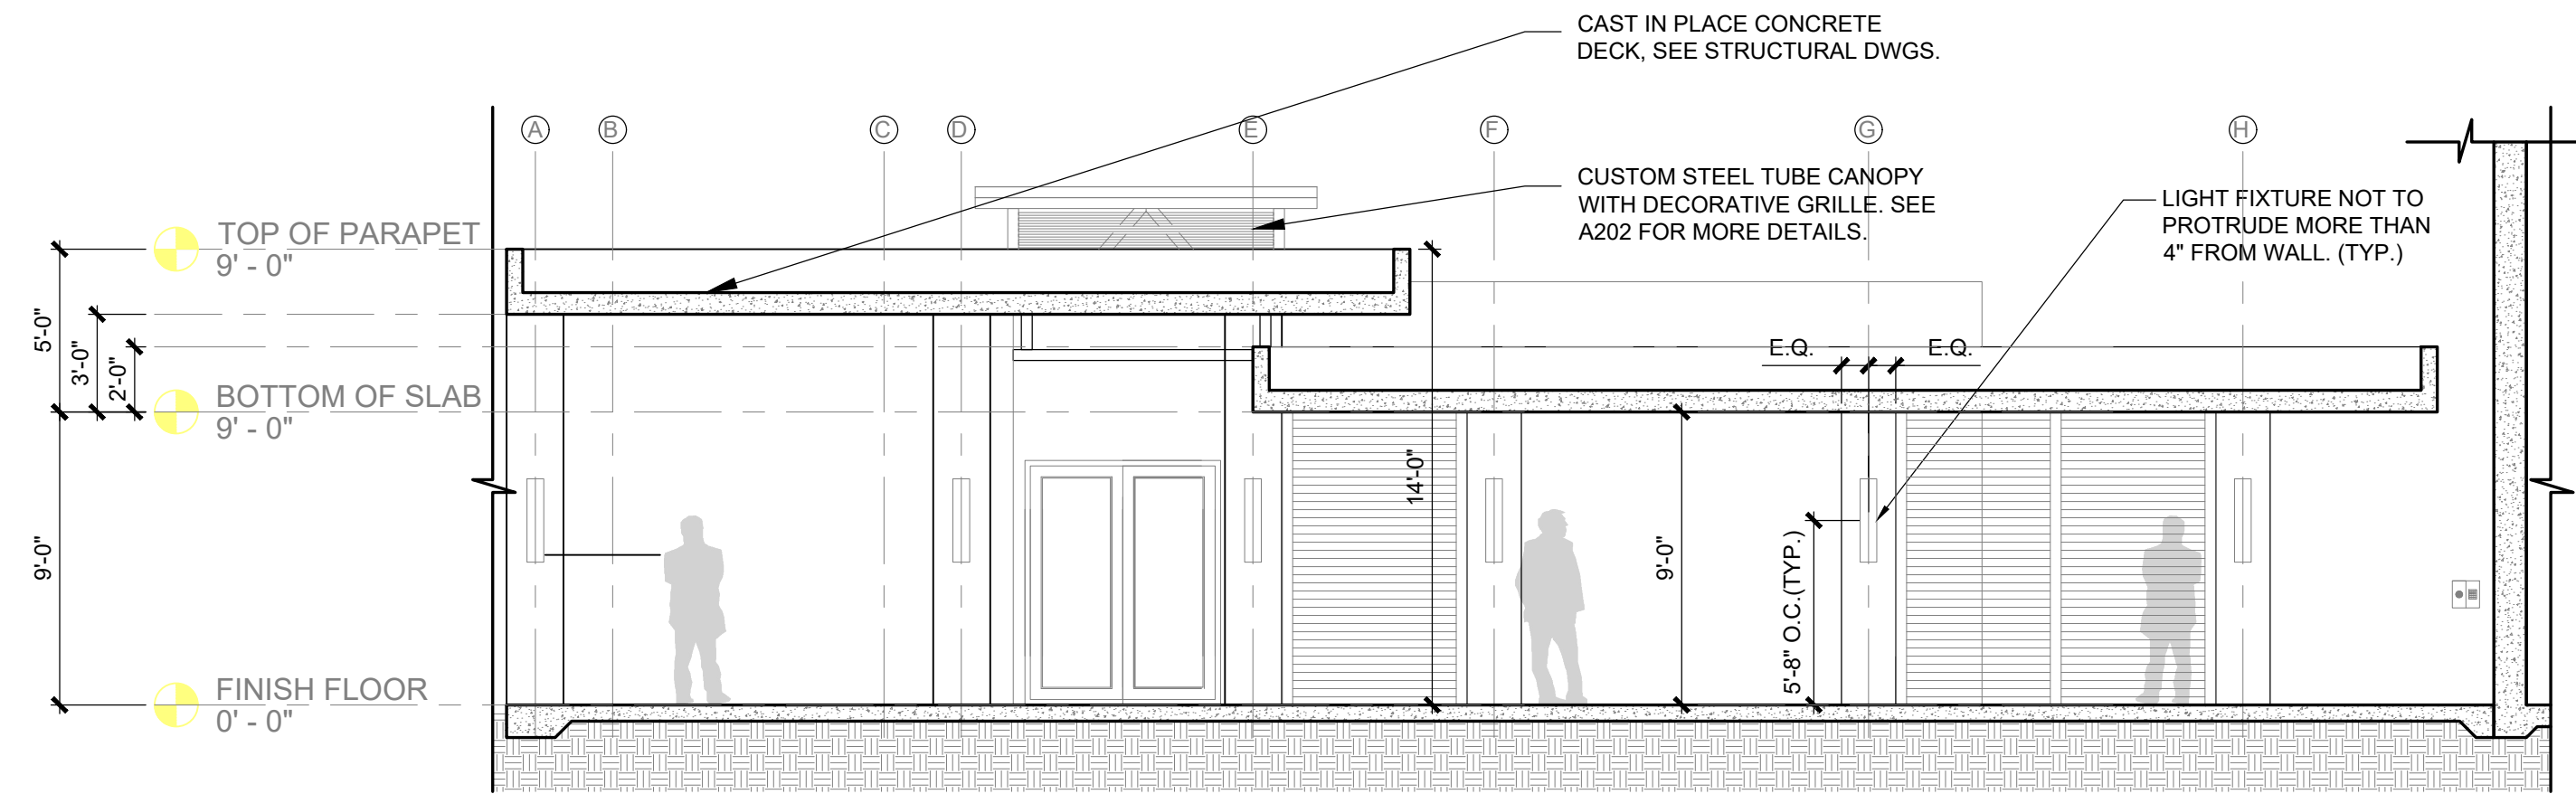 CAST IN PLACE CONCRETE
DECK, SEE STRUCTURAL DWGS.
A
B
C
D
E
F
G
H
CUSTOM STEEL TUBE CANOPY
WITH DECORATIVE GRILLE. SEE
A202 FOR MORE DETAILS.
LIGHT FIXTURE NOT TO
PROTRUDE MORE THAN
4" FROM WALL. (TYP.)
TOP OF PARAPET
9' - 0"
5'-0"
3'-0"
2'-0"
E.Q.
E.Q.
BOTTOM OF SLAB
9' - 0"
14'-0"
9'-0"
9'-0"
5'-8" O.C.(TYP.)
FINISH FLOOR
0' - 0"